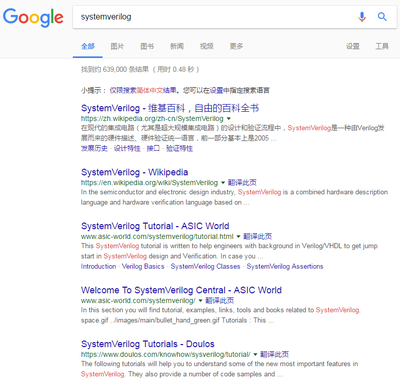 Google systemverilog
全部 图片 图书 新闻 视频 更多 设置 工具
找到约 639,000 条结果 （用时 0.48 秒）
小提示： 仅限搜索简体中文结果。您可以在设置中指定搜索语言
SystemVerilog - 维基百科，自由的百科全书
https://zh.wikipedia.org/zh-cn/SystemVerilog
在现代的集成电路（尤其是超大规模集成电路）的设计和验证流程中，SystemVerilog是一种由Verilog发
展而来的硬件描述、硬件验证统一语言，前一部分基本上是2005 ...
发展历史 · 设计特性 · 接口 · 验证特性
SystemVerilog - Wikipedia
https://en.wikipedia.org/wiki/SystemVerilog 翻译此页
In the semiconductor and electronic design industry, SystemVerilog is a combined hardware description
language and hardware verification language based on ...
SystemVerilog Tutorial - ASIC World
www.asic-world.com/systemverilog/tutorial.html 翻译此页
This SystemVerilog tutorial is written to help engineers with background in Verilog/VHDL to get jump
start in SystemVerilog design and Verification. In case you ...
Introduction · Verilog Basics · SystemVerilog Classes · SystemVerilog Assertions
Welcome To SystemVerilog Central - ASIC World
www.asic-world.com/systemverilog/ 翻译此页
In this section you will find tutorial, examples, links, tools and books related to SystemVerilog.
space.gif ../images/main/bullet_hand_green.gif Tutorials : This ...
SystemVerilog Tutorials - Doulos
https://www.doulos.com/knowhow/sysverilog/tutorial/ 翻译此页
The following tutorials will help you to understand some of the new most important features in
SystemVerilog. They also provide a number of code samples and ...